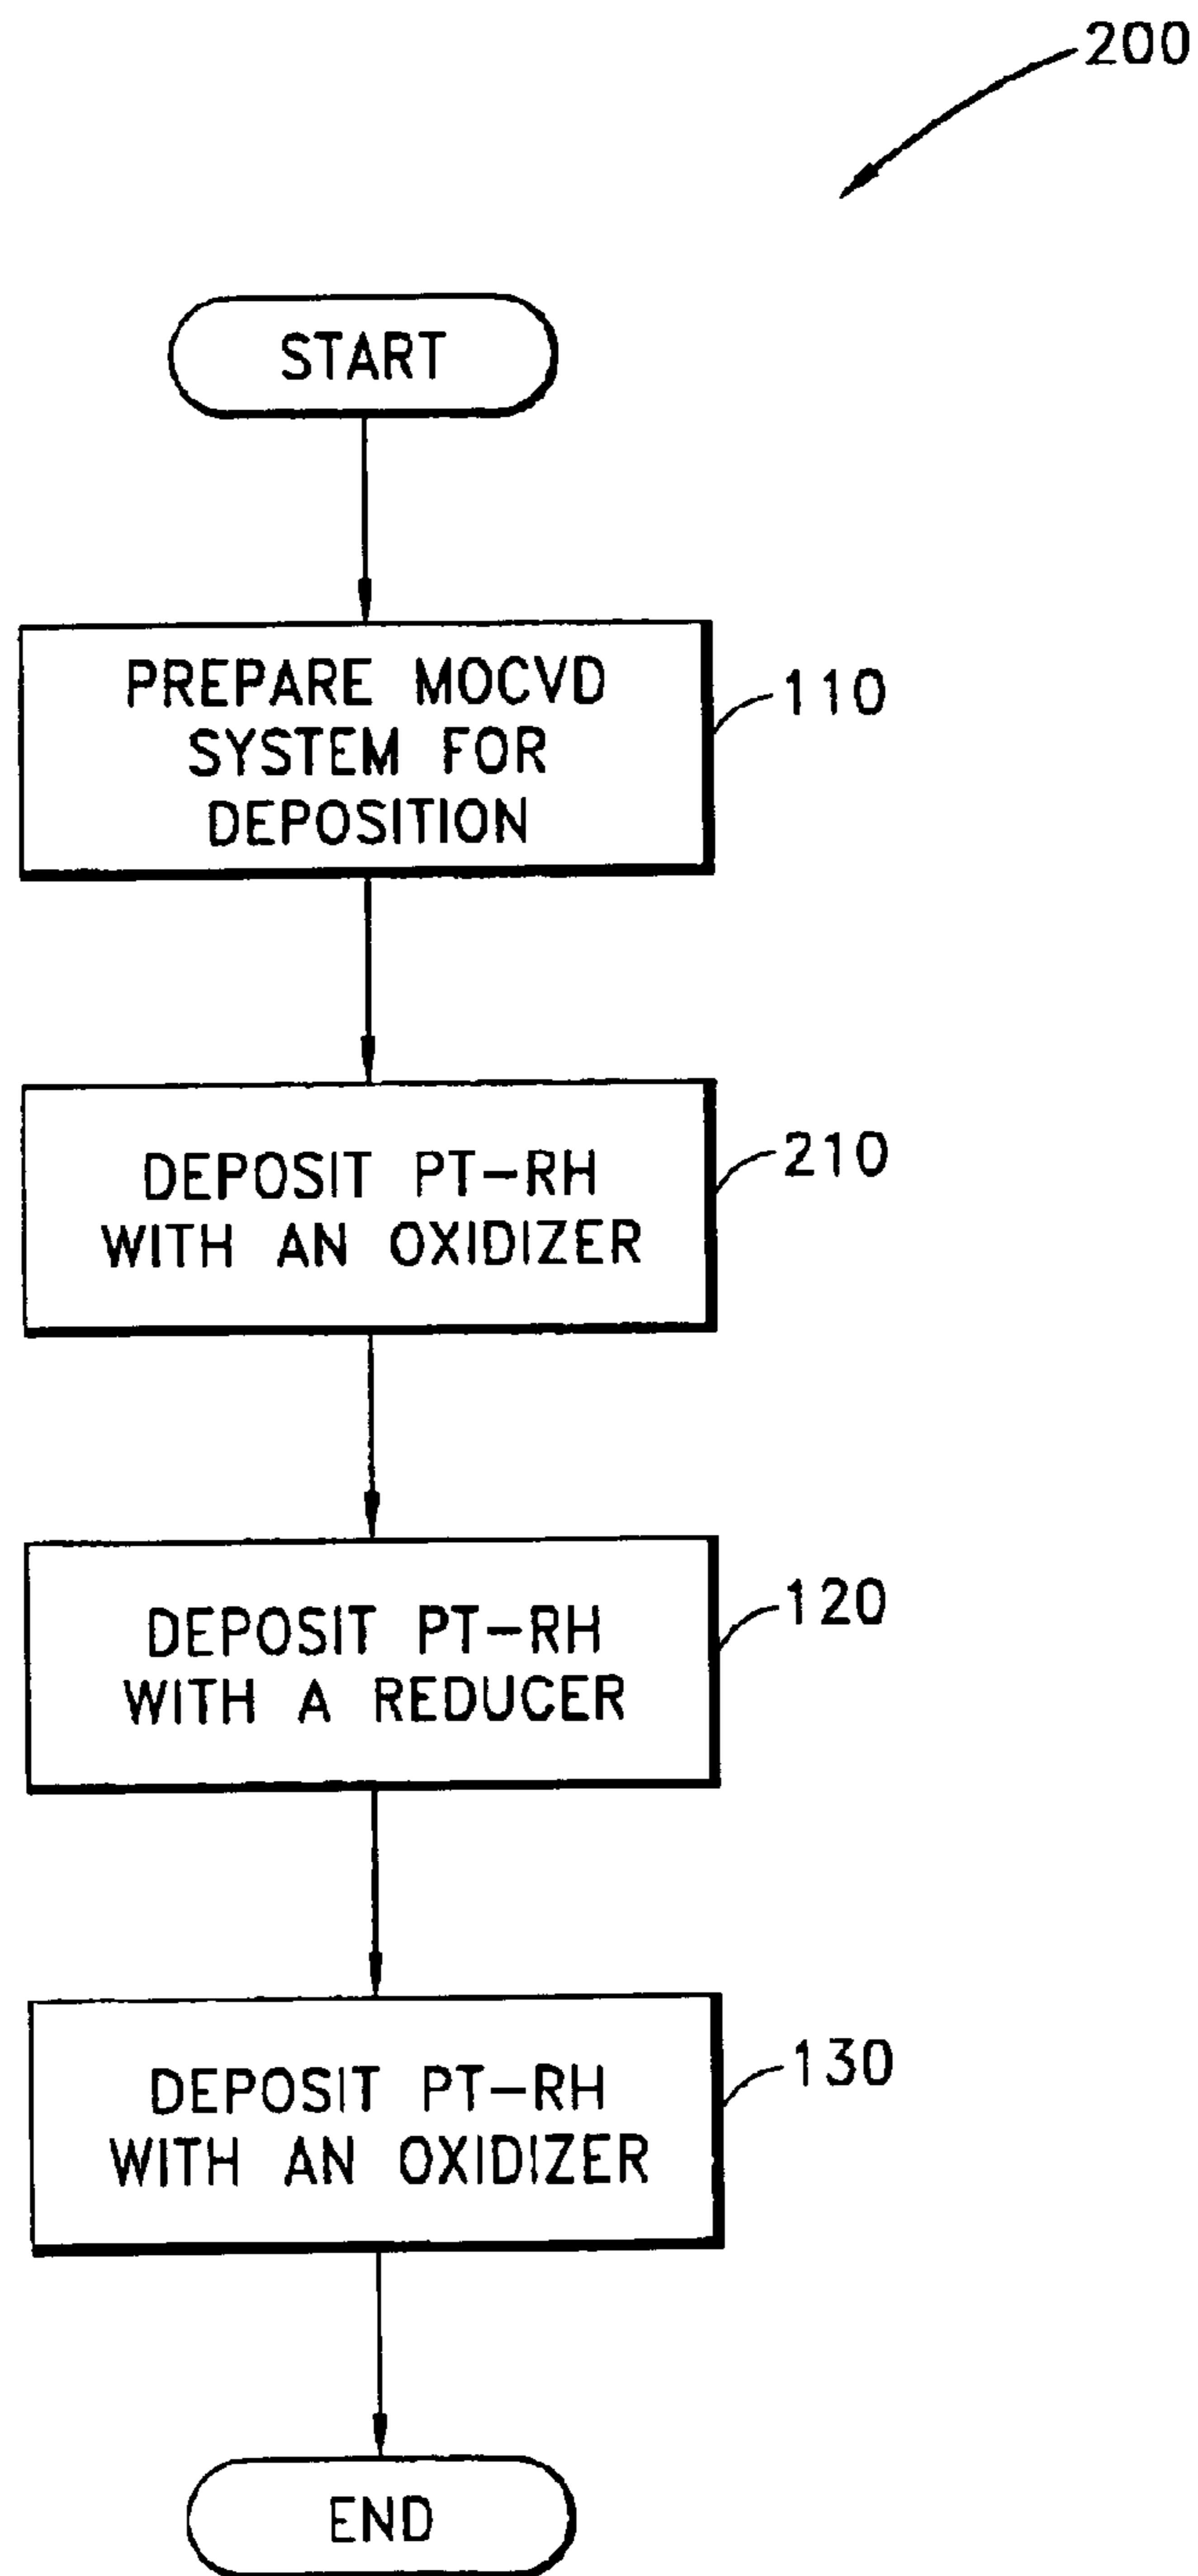 200
START
PREPARE MOCVD
SYSTEM FOR
DEPOSITION
110
DEPOSIT PT-RH
WITH AN OXIDIZER
210
DEPOSIT PT-RH
WITH A REDUCER
120
DEPOSIT PT-RH
WITH AN OXIDIZER
130
END